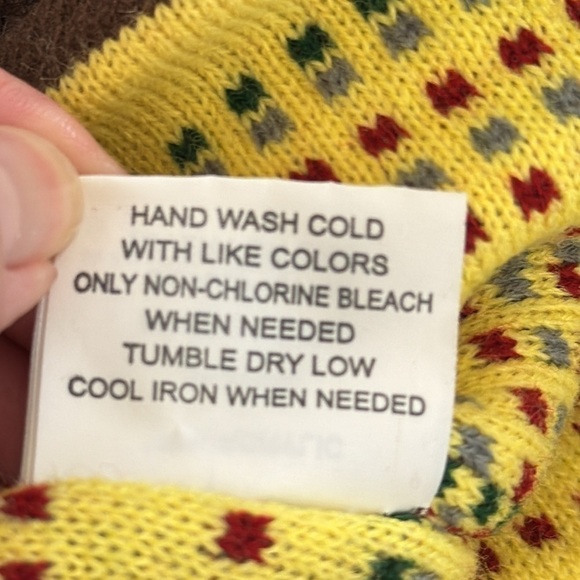 HAND WASH COLD
WITH LIKE COLORS
ONLY NON-CHLORINE BLEACH
WHEN NEEDED
TUMBLE DRY LOW
COOL IRON WHEN NEEDED